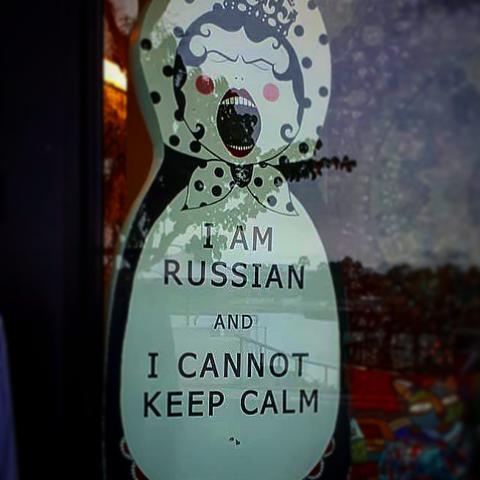 I AM
RUSSIAN
AND
I CANNOT
KEEP CALM